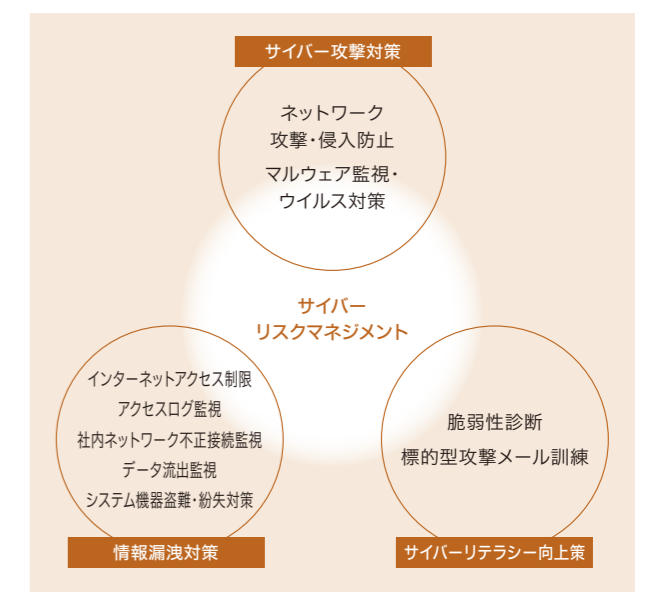 サイバー攻撃対策
ネットワーク
攻撃・侵入防止
マルウェア監視・
ウイルス対策
サイバー
リスクマネジメント
インターネットアクセス制限
アクセスログ監視
社内ネットワーク不正接続監視
データ流出監視
システム機器盗難・紛失対策
情報漏洩対策
脆弱性診断
標的型攻撃メール訓練
サイバーリテラシー向上策